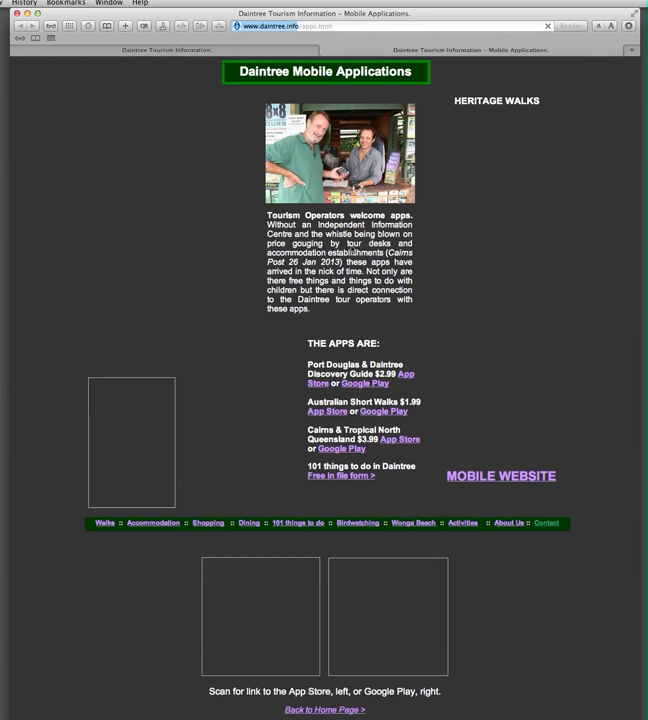 History Bookmarks Window Help
Daintree Tourism Information – Mobile Applications.
www.daintree.info/apps.html
Reader
A A
Daintree Tourism Information.
Daintree Tourism Information – Mobile Applications.
Daintree Mobile Applications
HERITAGE WALKS
8x8
Tourism Operators welcome apps.
Without an Independent Information
Centre and the whistle being blown on
price gouging by tour desks and
accommodation establishments (Cairns
Post 26 Jan 2013) these apps have
arrived in the nick of time. Not only are
there free things and things to do with
children but there is direct connection
to the Daintree tour operators with
these apps.
THE APPS ARE:
Port Douglas & Daintree
Discovery Guide $2.99 App
Store or Google Play
Australian Short Walks $1.99
App Store or Google Play
Cairns & Tropical North
Queensland $3.99 App Store
or Google Play
101 things to do in Daintree
Free in file form >
MOBILE WEBSITE
Walks :: Accommodation :: Shopping :: Dining :: 101 things to do :: Birdwatching :: Wonga Beach :: Activities :: About Us :: Contact
Scan for link to the App Store, left, or Google Play, right.
Back to Home Page >